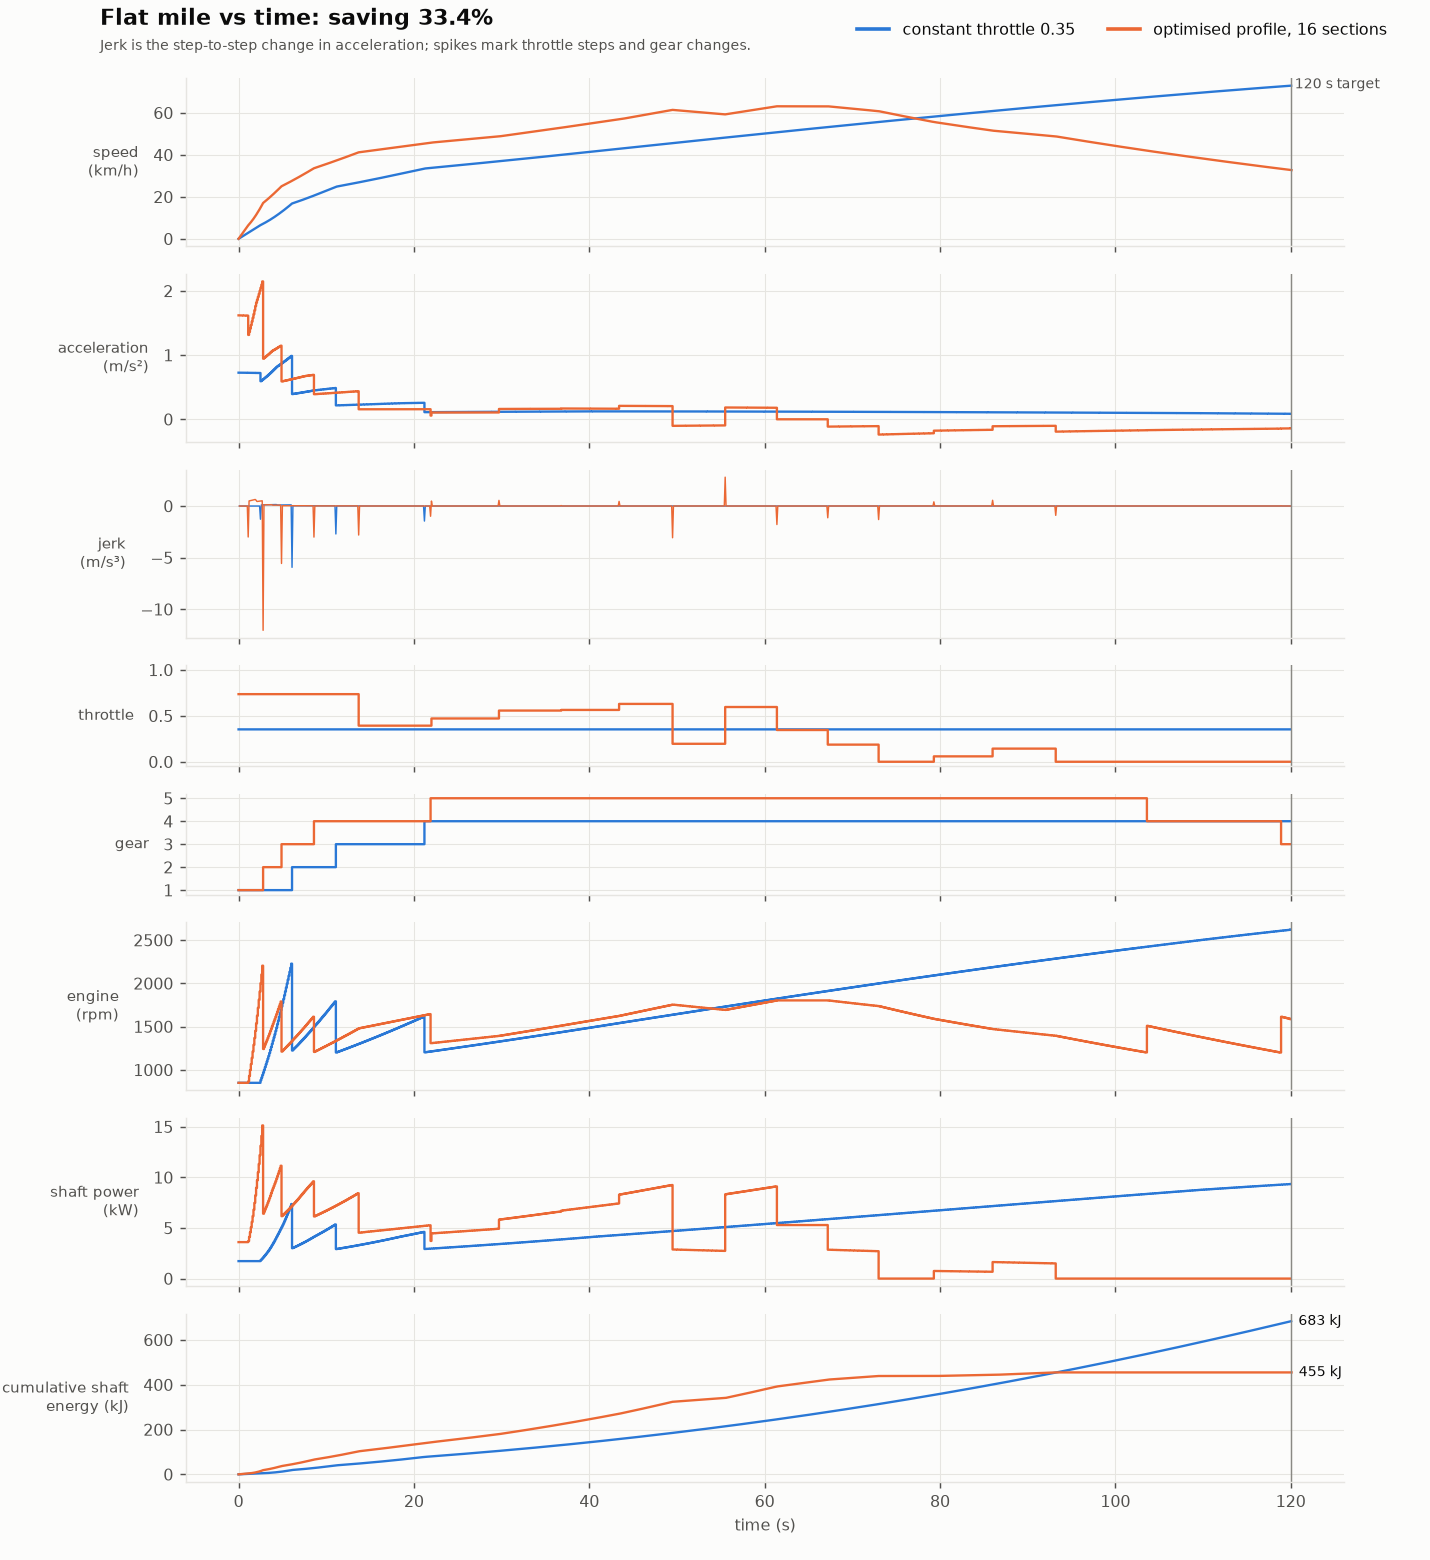 Flat mile vs time: saving 33.4%
Jerk is the step-to-step change in acceleration; spikes mark throttle steps and gear changes.
constant throttle 0.35
optimised profile, 16 sections
120 s target
speed
(km/h)
60
40
20
0
acceleration
(m/s²)
2
1
0
jerk
(m/s³)
0
−5
−10
throttle
1.0
0.5
0.0
gear
5
4
3
2
1
engine
(rpm)
2500
2000
1500
1000
shaft power
(kW)
15
10
5
0
cumulative shaft
energy (kJ)
600
400
200
0
683 kJ
455 kJ
0 20 40 60 80 100 120
time (s)